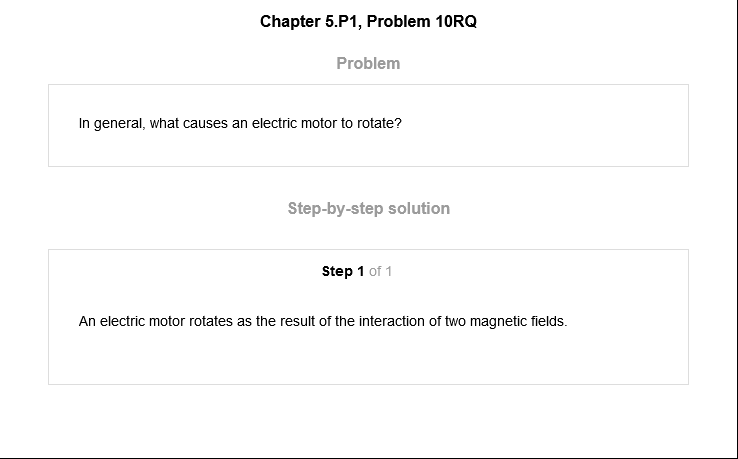 Chapter 5.P1, Problem 10RQ
Problem
In general, what causes an electric motor to rotate?
Step-by-step solution
Step 1 of 1
An electric motor rotates as the result of the interaction of two magnetic fields.